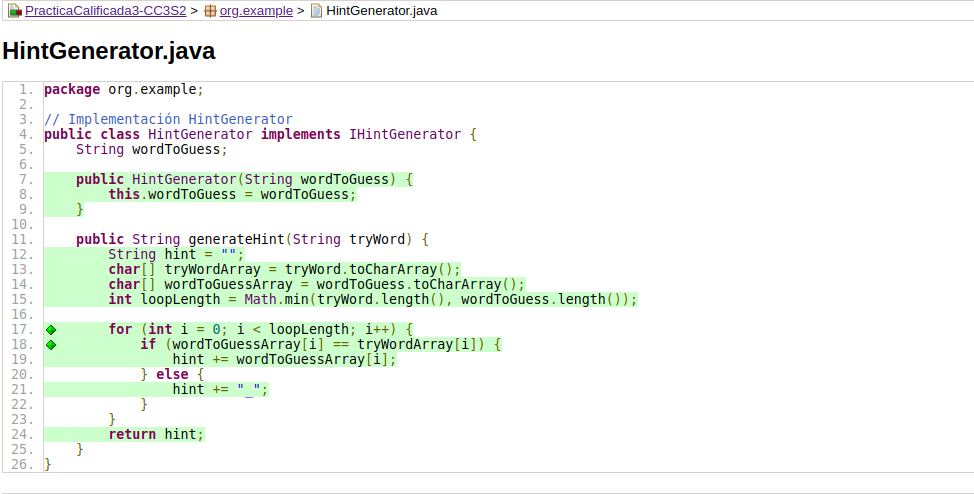 PracticaCalificada3-CC3S2 > org.example > HintGenerator.java
HintGenerator.java
1. package org.example;
2.
3. // Implementación HintGenerator
4. public class HintGenerator implements IHintGenerator {
5.     String wordToGuess;
6.
7.     public HintGenerator(String wordToGuess) {
8.         this.wordToGuess = wordToGuess;
9.     }
10.
11.     public String generateHint(String tryWord) {
12.         String hint = "";
13.         char[] tryWordArray = tryWord.toCharArray();
14.         char[] wordToGuessArray = wordToGuess.toCharArray();
15.         int loopLength = Math.min(tryWord.length(), wordToGuess.length());
16.
17.         for (int i = 0; i < loopLength; i++) {
18.             if (wordToGuessArray[i] == tryWordArray[i]) {
19.                 hint += wordToGuessArray[i];
20.             } else {
21.                 hint += "_";
22.             }
23.         }
24.         return hint;
25.     }
26. }